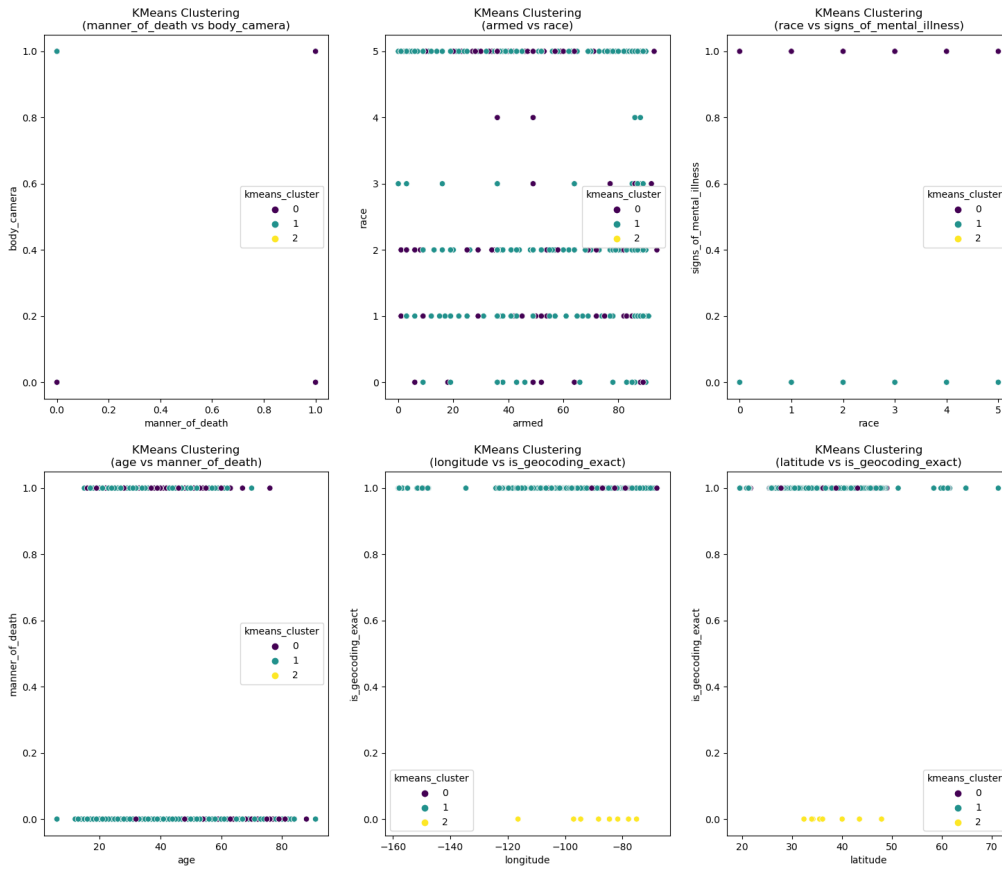 KMeans Clustering
(manner_of_death vs body_camera)
1.0
0.8
0.6
0.4
0.2
0.0
body_camera
kmeans_cluster
0
1
2
0.0
0.2
0.4
0.6
0.8
1.0
manner_of_death
KMeans Clustering
(armed vs race)
5
4
3
2
1
0
race
kmeans_cluster
0
1
2
0
20
40
60
80
armed
KMeans Clustering
(race vs signs_of_mental_illness)
1.0
0.8
0.6
0.4
0.2
0.0
signs_of_mental_illness
kmeans_cluster
0
1
2
0
1
2
3
4
5
race
KMeans Clustering
(age vs manner_of_death)
1.0
0.8
0.6
0.4
0.2
0.0
manner_of_death
kmeans_cluster
0
1
2
20
40
60
80
age
KMeans Clustering
(longitude vs is_geocoding_exact)
1.0
0.8
0.6
0.4
0.2
0.0
is_geocoding_exact
kmeans_cluster
0
1
2
−160
−140
−120
−100
−80
longitude
KMeans Clustering
(latitude vs is_geocoding_exact)
1.0
0.8
0.6
0.4
0.2
0.0
is_geocoding_exact
kmeans_cluster
0
1
2
20
30
40
50
60
70
latitude